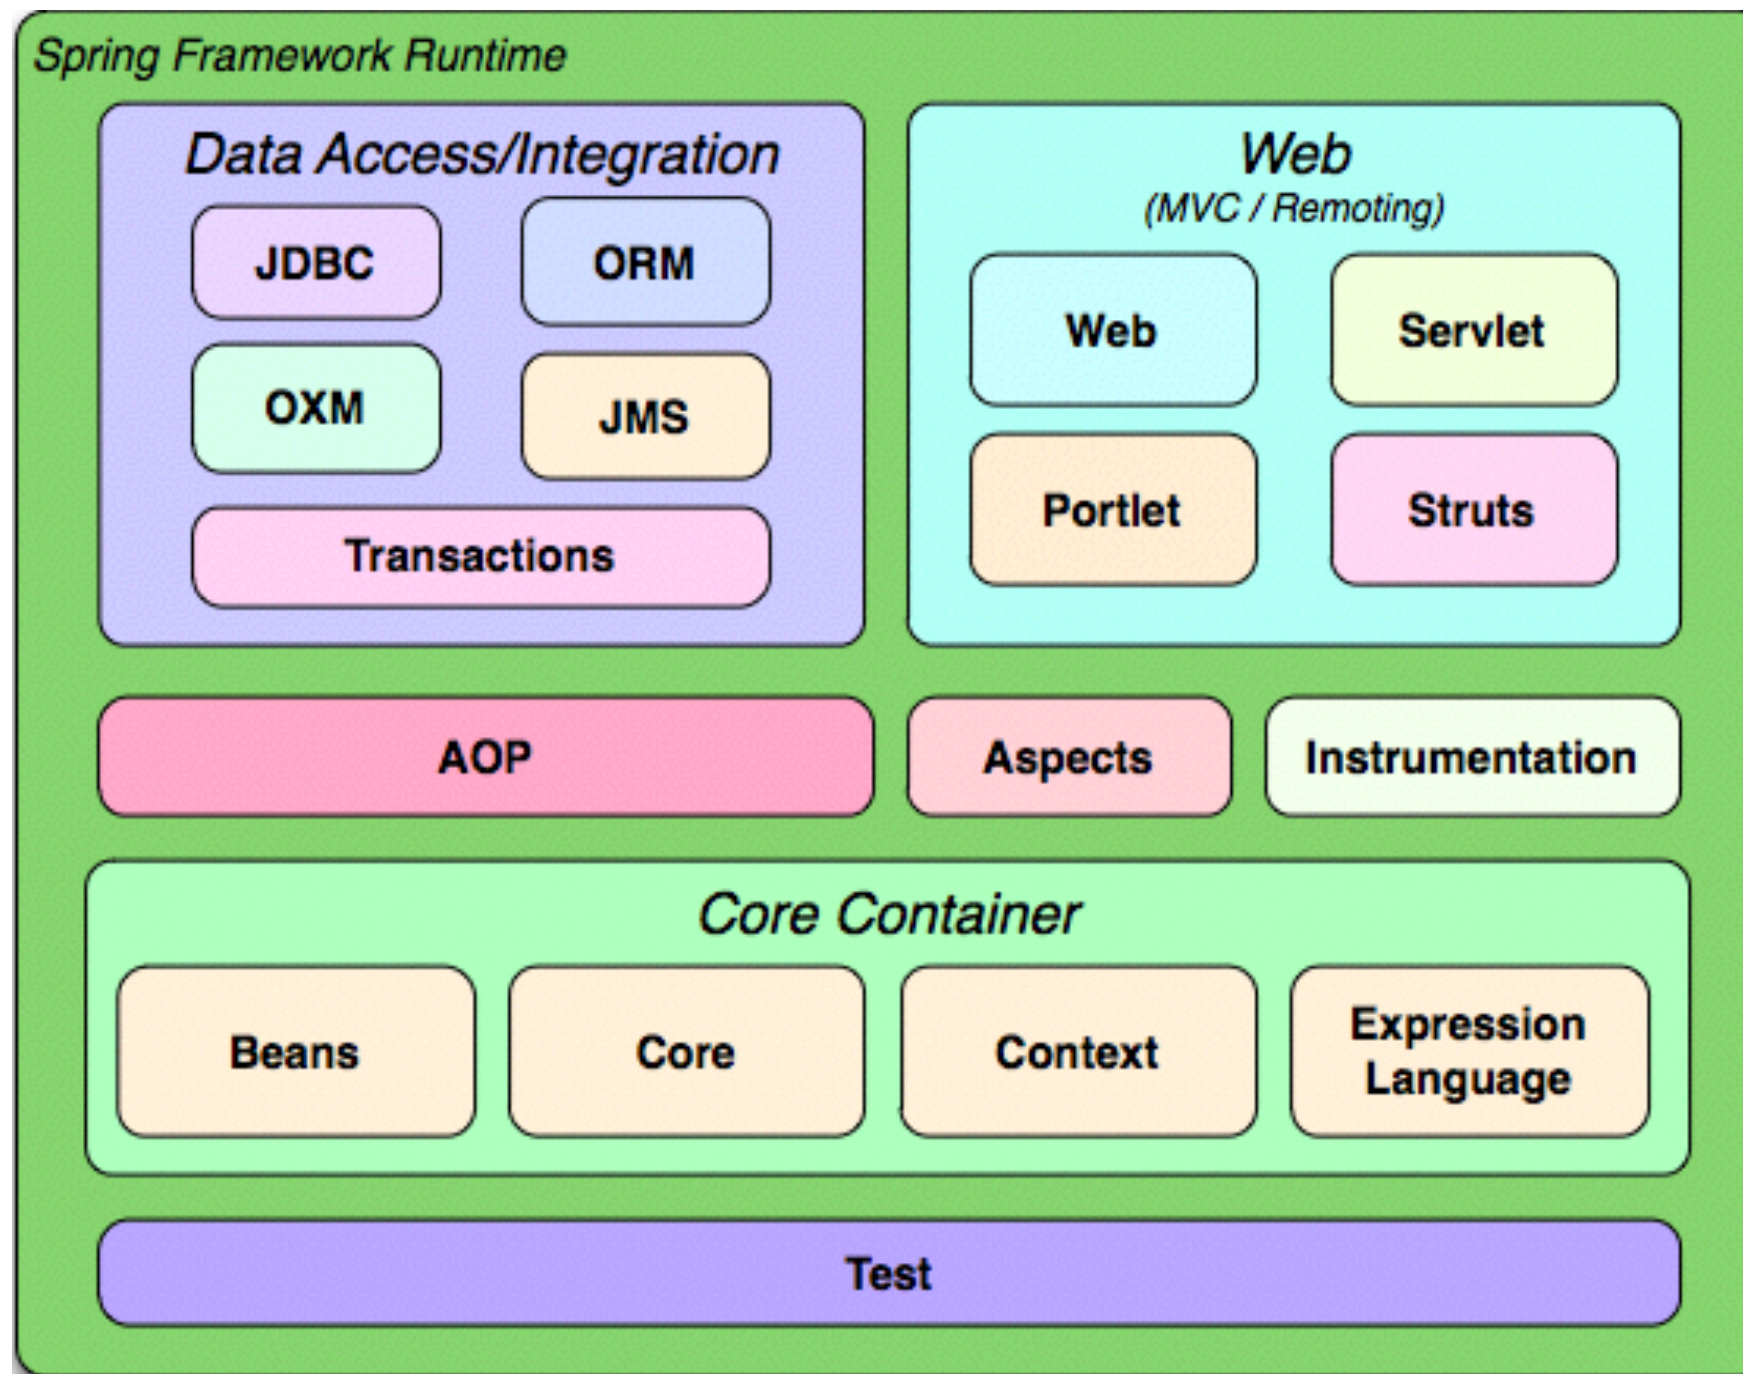 Spring Framework Runtime
Data Access/Integration
JDBC
ORM
OXM
JMS
Transactions
Web
(MVC / Remoting)
Web
Servlet
Portlet
Struts
AOP
Aspects
Instrumentation
Core Container
Beans
Core
Context
Expression
Language
Test